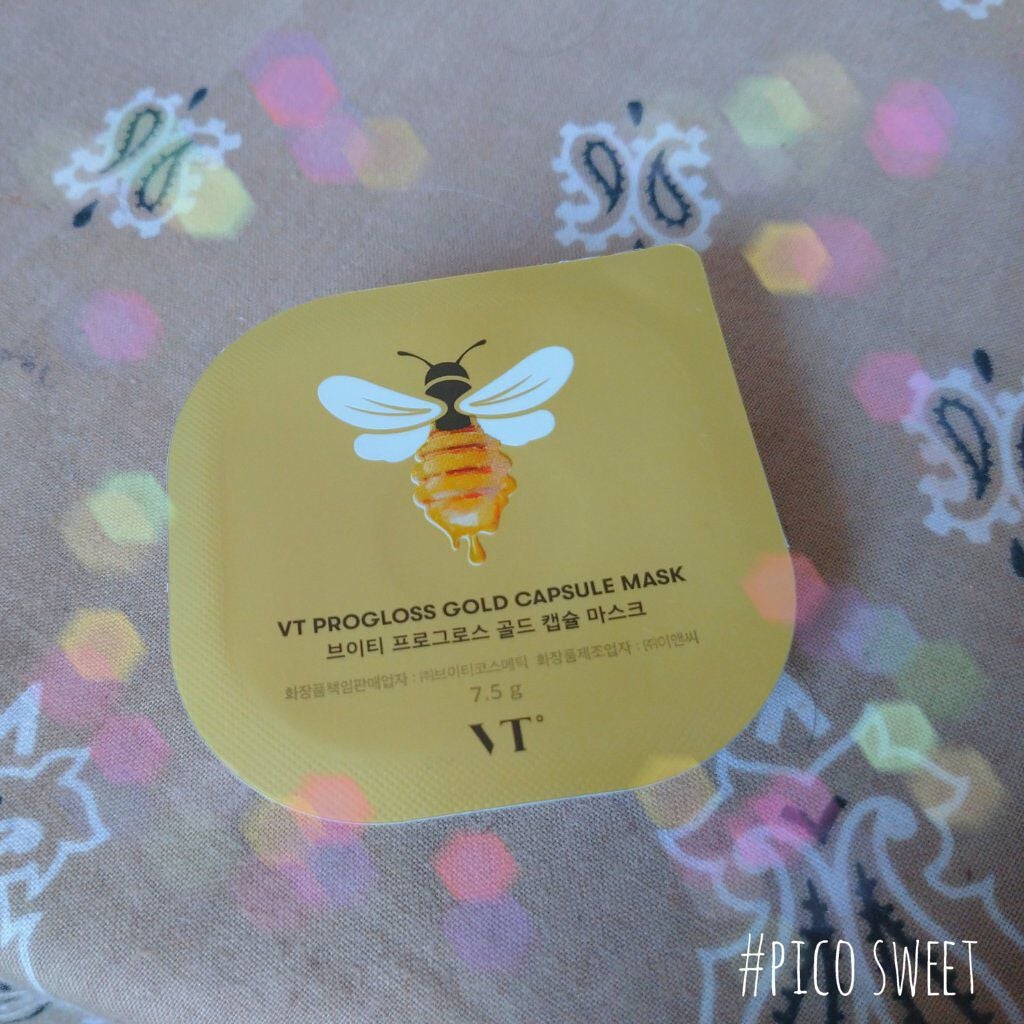 VT PROGLOSS GOLD CAPSULE MASK
브이티 프로그로스 골드 캡슐 마스크
화장품책임판매업자 : ㈜브이티코스메틱 화장품제조업자 : ㈜이앤씨
7.5 g
VT°
#PICO SWEET